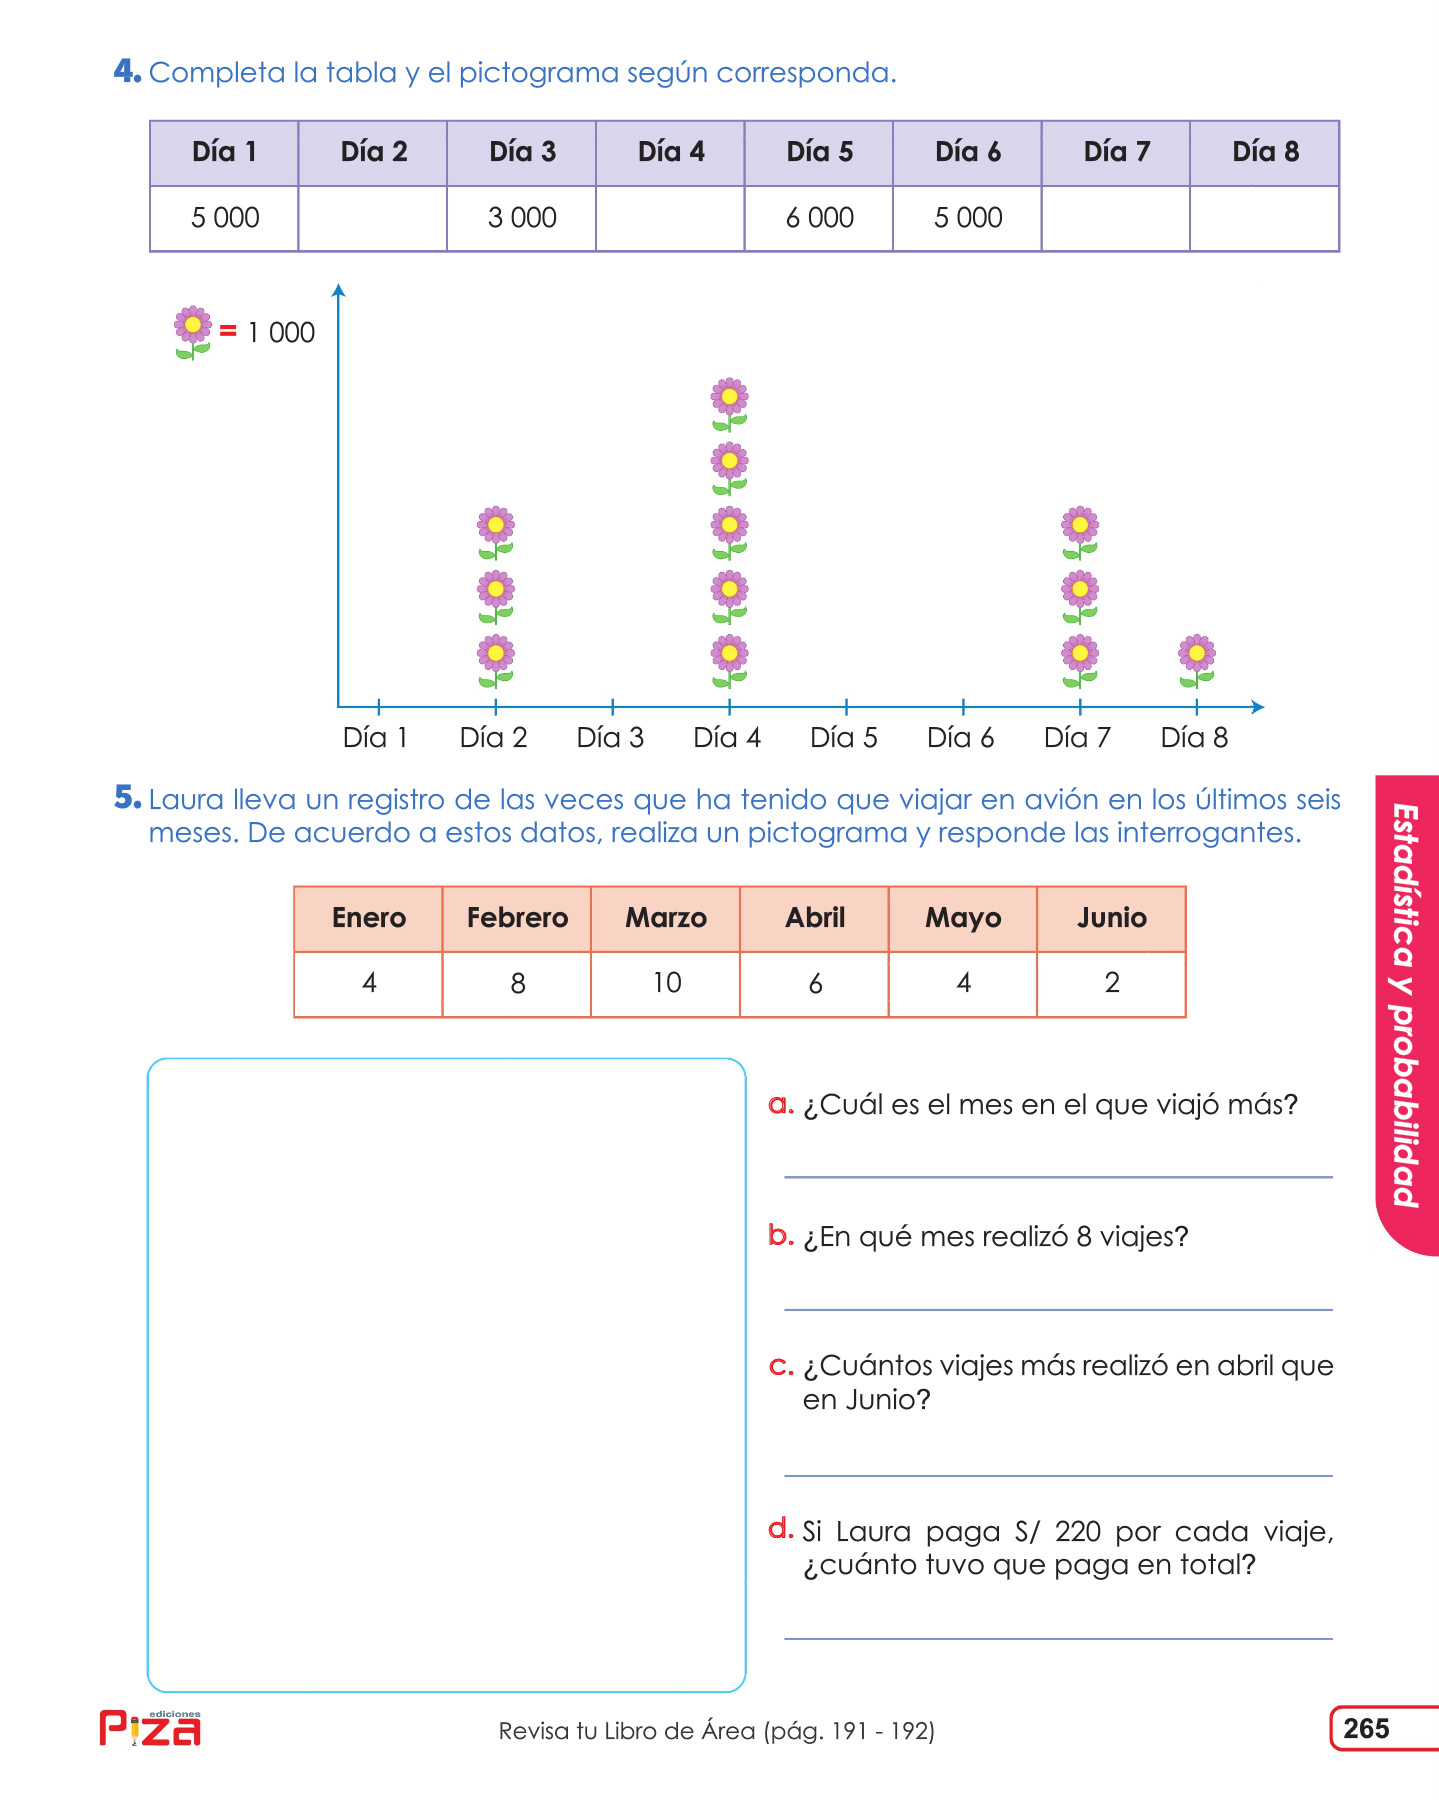 4. Completa la tabla y el pictograma según corresponda.
Día 1 Día 2 Día 3 Día 4 Día 5 Día 6 Día 7 Día 8
5 000 3 000 6 000 5 000
= 1 000
Día 1 Día 2 Día 3 Día 4 Día 5 Día 6 Día 7 Día 8
5. Laura lleva un registro de las veces que ha tenido que viajar en avión en los últimos seis
meses. De acuerdo a estos datos, realiza un pictograma y responde las interrogantes.
Enero Febrero Marzo Abril Mayo Junio
4 8 10 6 4 2
a. ¿Cuál es el mes en el que viajó más?
b. ¿En qué mes realizó 8 viajes?
c. ¿Cuántos viajes más realizó en abril que
en Junio?
d. Si Laura paga S/ 220 por cada viaje,
¿cuánto tuvo que paga en total?
Estadística y probabilidad
ediciones
Piza
Revisa tu Libro de Área (pág. 191 - 192)
265